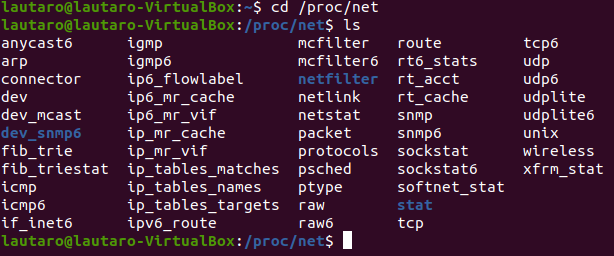 lautaro@lautaro-VirtualBox:~$ cd /proc/net
lautaro@lautaro-VirtualBox:/proc/net$ ls
anycast6 igmp mcfilter route tcp6
arp igmp6 mcfilter6 rt6_stats udp
connector ip6_flowlabel netfilter rt_acct udp6
dev ip6_mr_cache netlink rt_cache udplite
dev_mcast ip6_mr_vif netstat snmp udplite6
dev_snmp6 ip_mr_cache packet snmp6 unix
fib_trie ip_mr_vif protocols sockstat wireless
fib_triestat ip_tables_matches psched sockstat6 xfrm_stat
icmp ip_tables_names ptype softnet_stat
icmp6 ip_tables_targets raw stat
if_inet6 ipv6_route raw6 tcp
lautaro@lautaro-VirtualBox:/proc/net$